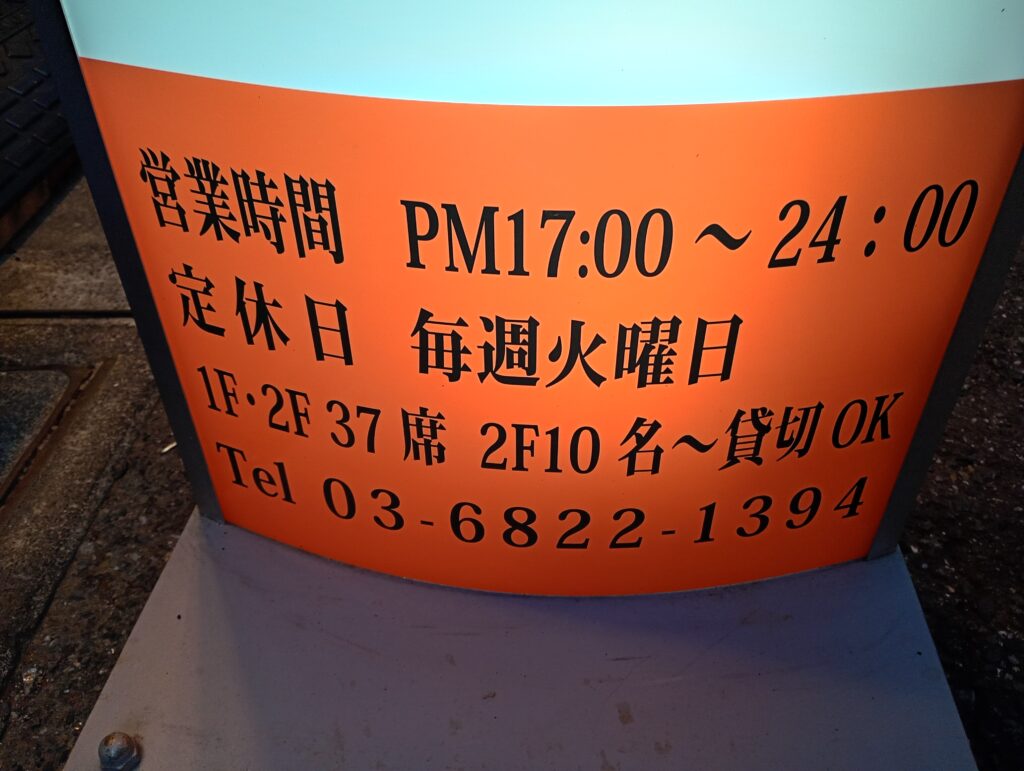 営業時間 PM17:00～24:00
定休日 毎週火曜日
1F・2F 37席 2F10名～貸切OK
Tel 03-6822-1394